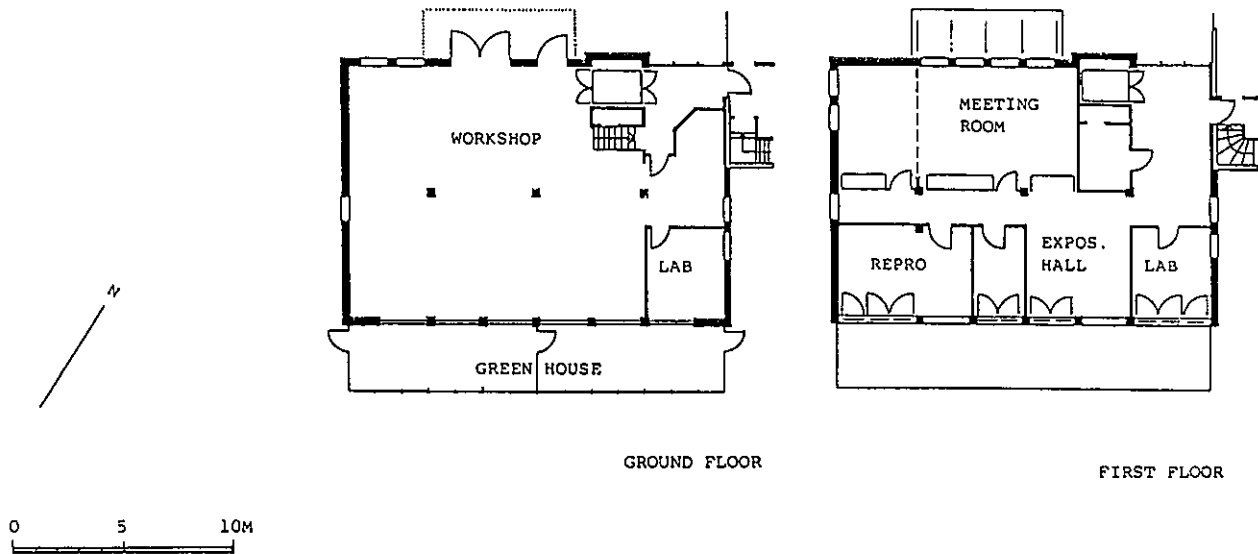 WORKSHOP
LAB
GREEN HOUSE
GROUND FLOOR
MEETING
ROOM
REPRO
EXPOS.
HALL
LAB
FIRST FLOOR
N
0 5 10M